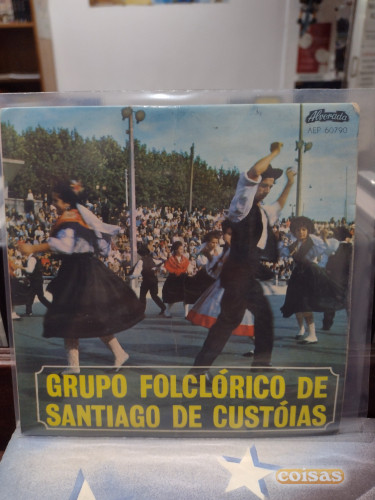 Alvorada
AEP 60790
GRUPO FOLCLÓRICO DE
SANTIAGO DE CUSTÓIAS
coisas